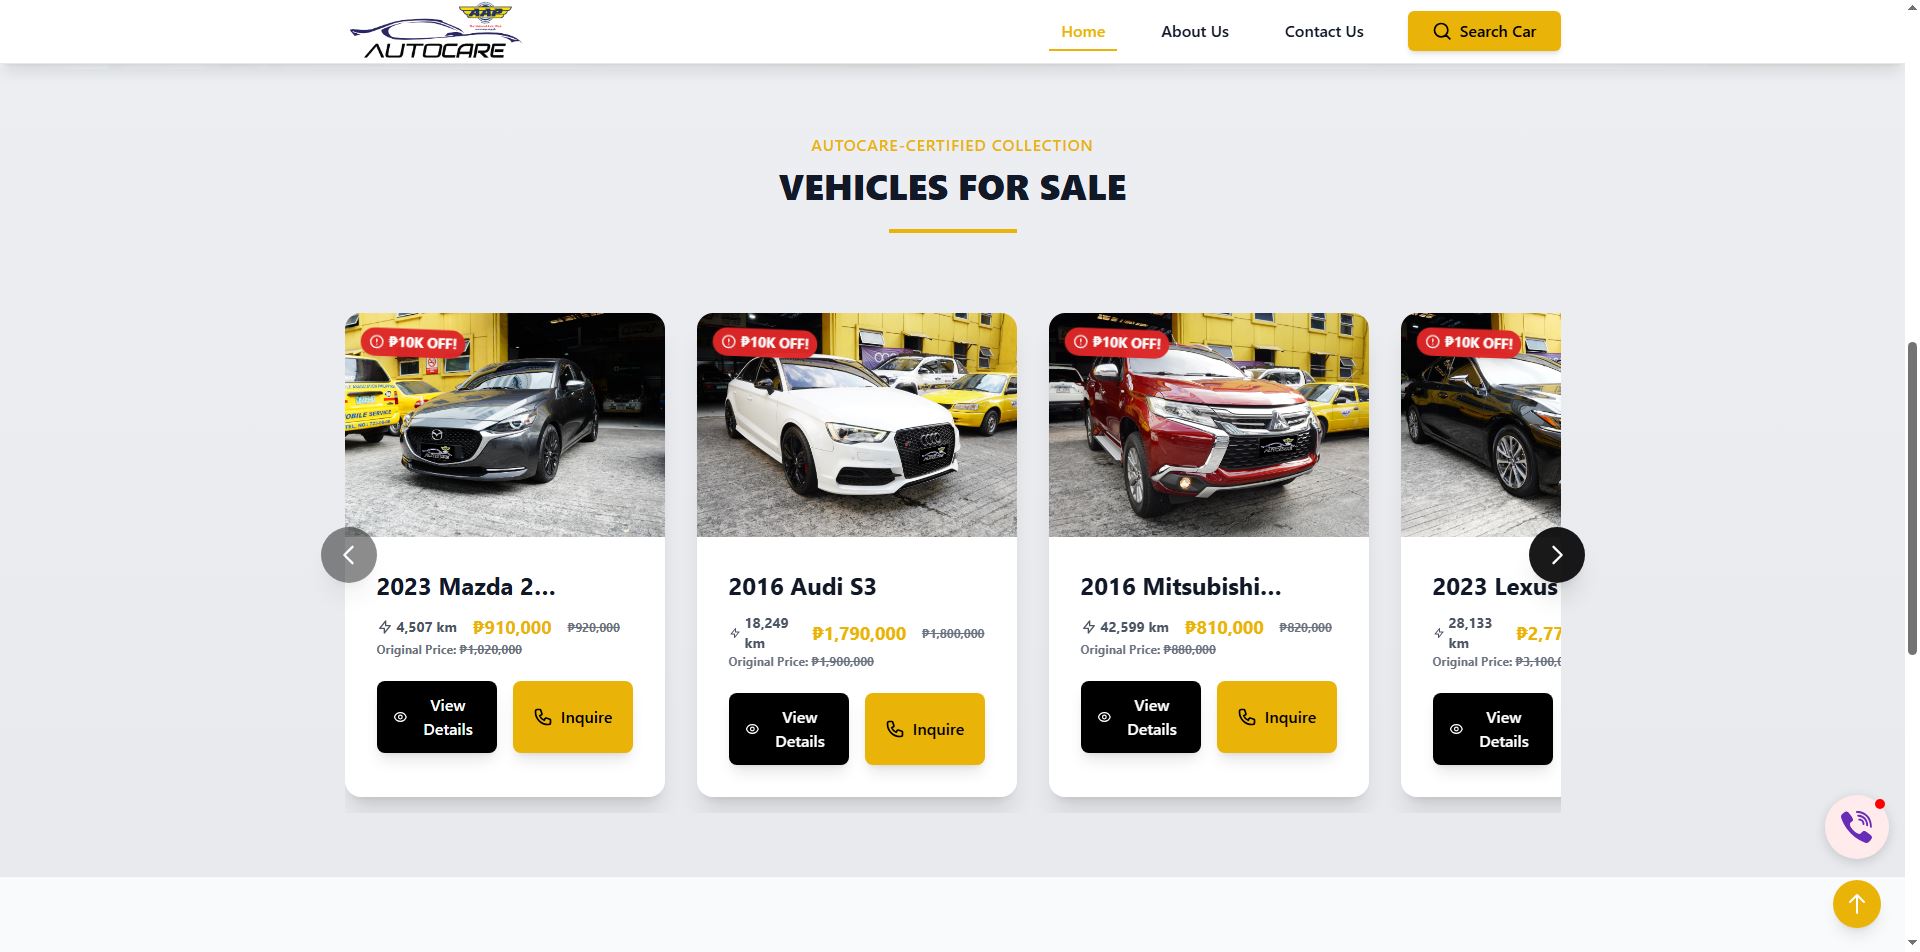 AAP
AUTOCARE
Home
About Us
Contact Us
Search Car
AUTOCARE-CERTIFIED COLLECTION
VEHICLES FOR SALE
₱10K OFF!
2023 Mazda 2...
4,507 km
₱910,000
₱920,000
Original Price: ₱1,020,000
View
Details
Inquire
₱10K OFF!
2016 Audi S3
18,249
km
₱1,790,000
₱1,800,000
Original Price: ₱1,900,000
View
Details
Inquire
₱10K OFF!
2016 Mitsubishi...
42,599 km
₱810,000
₱820,000
Original Price: ₱880,000
View
Details
Inquire
₱10K OFF!
2023 Lexus
28,133
km
₱2,77
Original Price: ₱3,100,0
View
Details